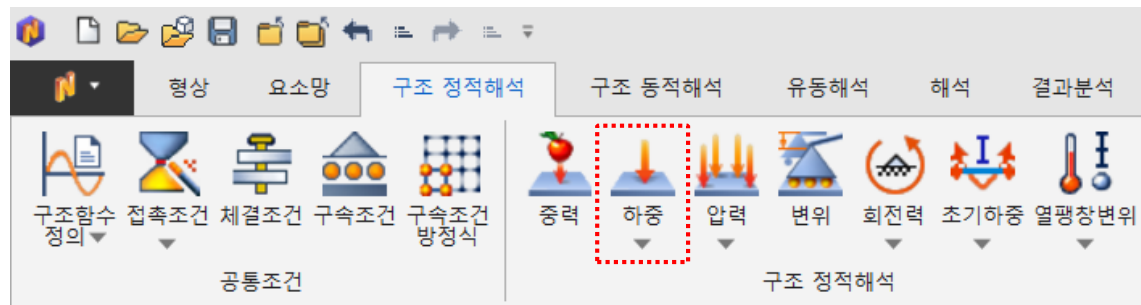 형상 요소망 구조 정적해석 구조 동적해석 유동해석 해석 결과분석
구조함수 접촉조건 체결조건 구속조건 구속조건 중력 하중 압력 변위 회전력 초기하중 열팽창변위
정의 방정식
공통조건 구조 정적해석